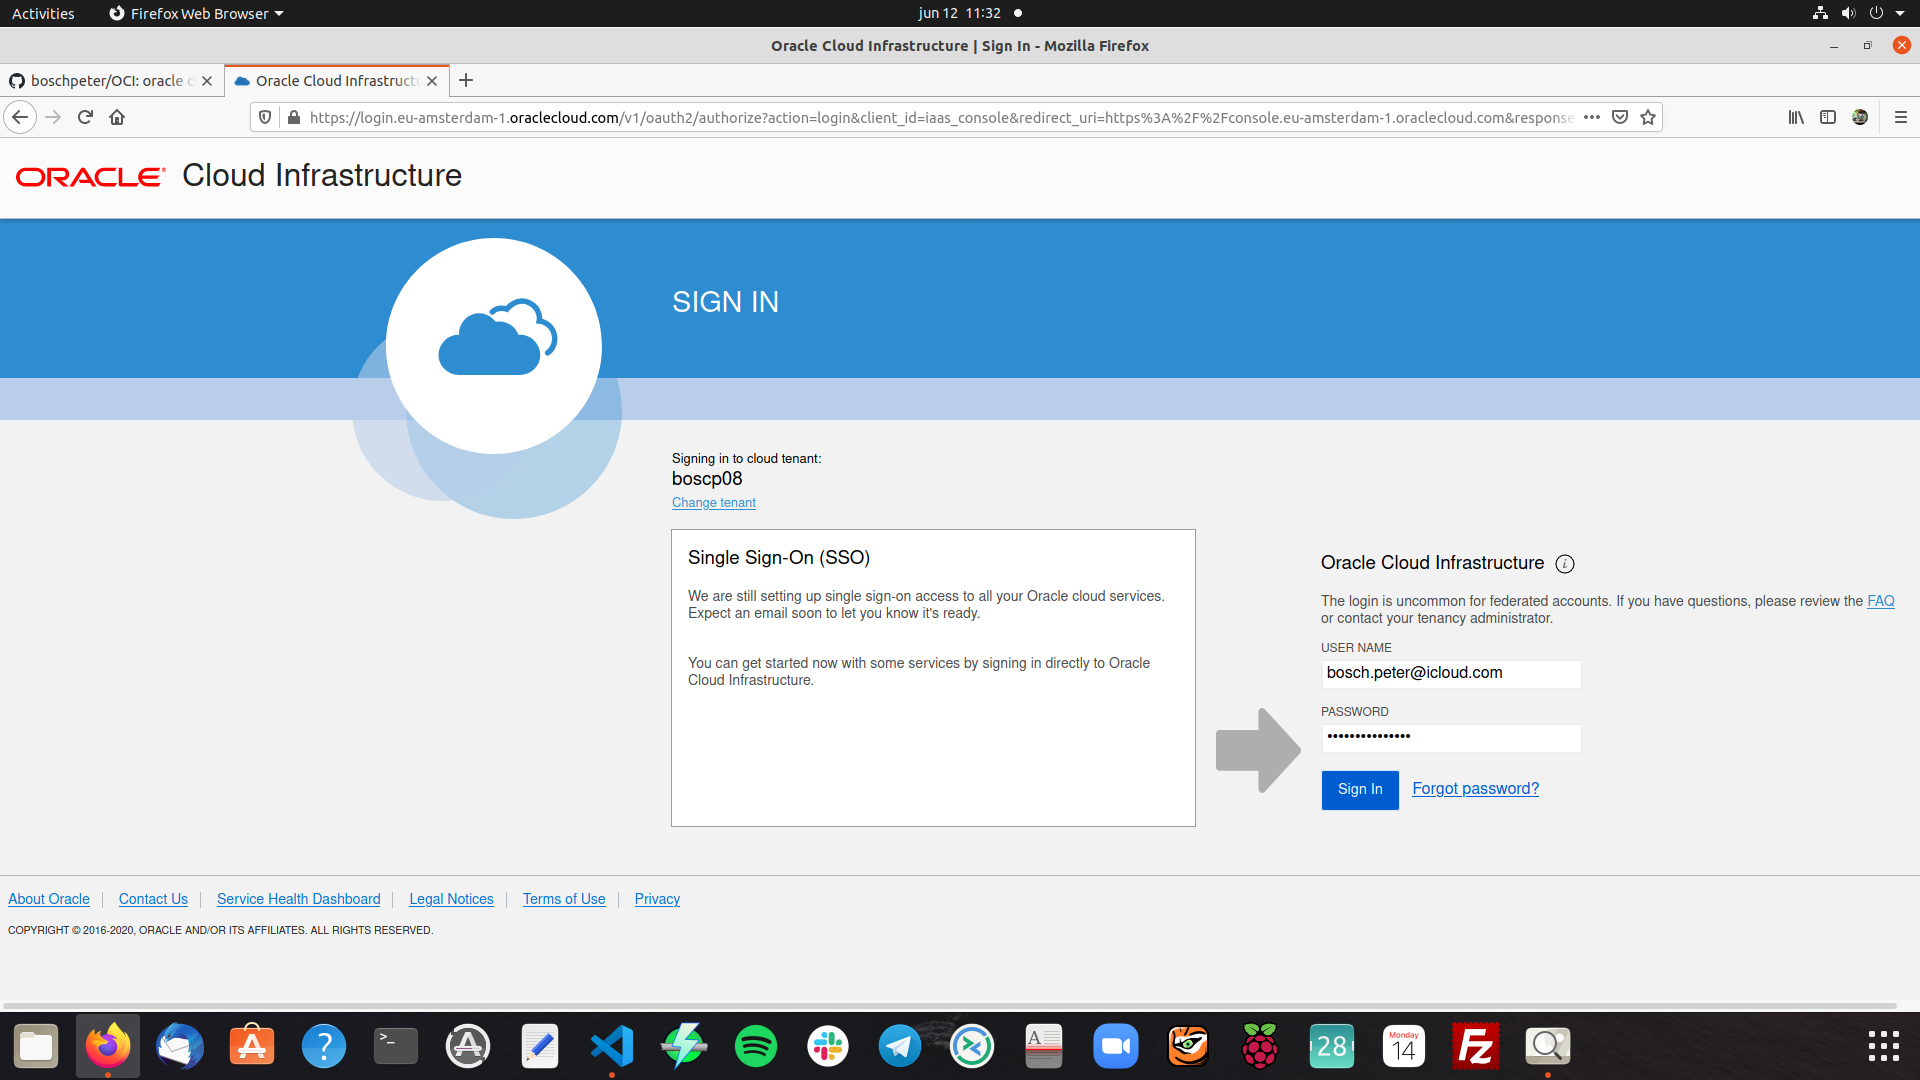 Activities
Firefox Web Browser
jun 12 11:32
Oracle Cloud Infrastructure | Sign In - Mozilla Firefox
boschpeter/OCI: oracle c
Oracle Cloud Infrastructu
https://login.eu-amsterdam-1.oraclecloud.com/v1/oauth2/authorize?action=login&client_id=iaas_console&redirect_uri=https%3A%2F%2Fconsole.eu-amsterdam-1.oraclecloud.com&response
ORACLE Cloud Infrastructure
SIGN IN
Signing in to cloud tenant:
boscp08
Change tenant
Single Sign-On (SSO)
We are still setting up single sign-on access to all your Oracle cloud services.
Expect an email soon to let you know it's ready.
You can get started now with some services by signing in directly to Oracle
Cloud Infrastructure.
Oracle Cloud Infrastructure i
The login is uncommon for federated accounts. If you have questions, please review the FAQ
or contact your tenancy administrator.
USER NAME
bosch.peter@icloud.com
PASSWORD
•••••••••••••••
Sign In
Forgot password?
About Oracle
Contact Us
Service Health Dashboard
Legal Notices
Terms of Use
Privacy
COPYRIGHT © 2016-2020, ORACLE AND/OR ITS AFFILIATES. ALL RIGHTS RESERVED.
?
>_
A
A
28
Monday
14
Fz